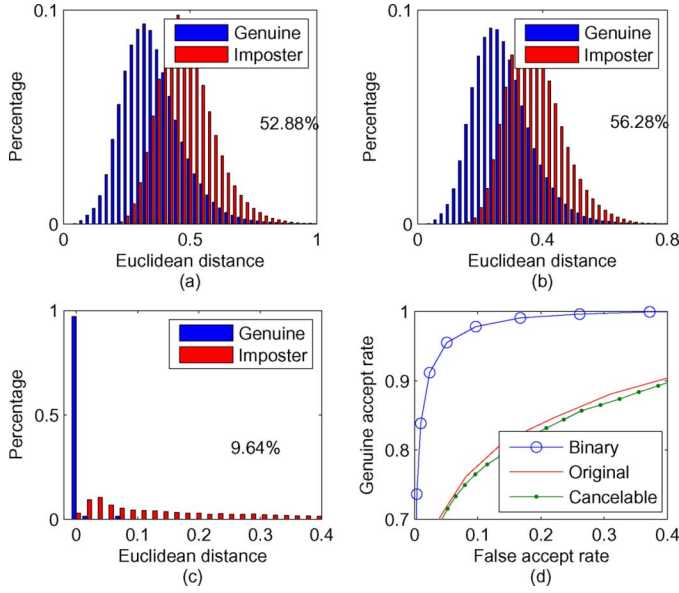 0.1
Genuine
Imposter
Percentage
52.88%
0
0 0.5 1
Euclidean distance
(a)
0.1
Genuine
Imposter
Percentage
56.28%
0
0 0.4 0.8
Euclidean distance
(b)
1
Genuine
Imposter
Percentage
0.5
9.64%
0
0 0.1 0.2 0.3 0.4
Euclidean distance
(c)
1
0.9
Genuine accept rate
0.8
Binary
Original
Cancelable
0.7
0 0.1 0.2 0.3 0.4
False accept rate
(d)